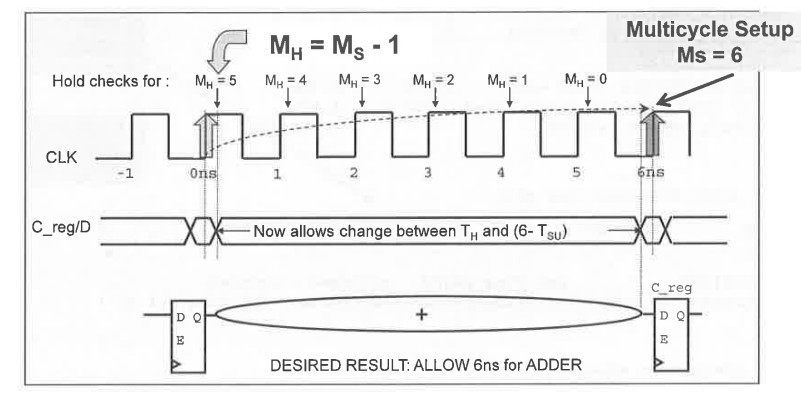 Multicycle Setup
Ms = 6
M_H = M_S - 1
Hold checks for : M_H = 5 M_H = 4 M_H = 3 M_H = 2 M_H = 1 M_H = 0
CLK
-1 0ns 1 2 3 4 5 6ns
C_reg/D Now allows change between T_H and (6- T_SU)
C_reg
D Q + D Q
E E
DESIRED RESULT: ALLOW 6ns for ADDER